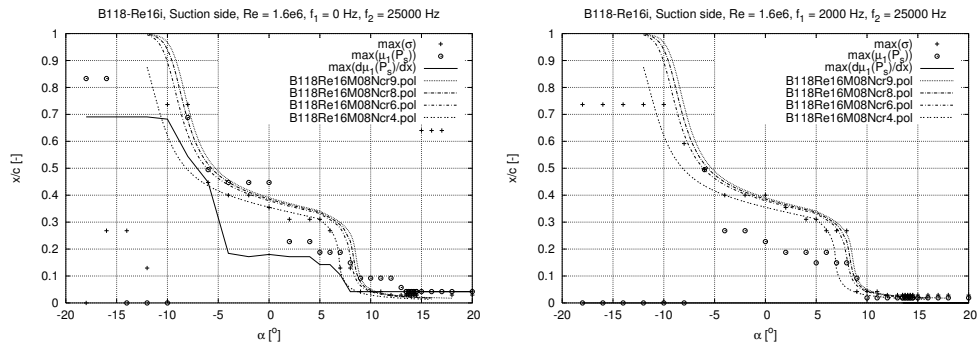 B118-Re16i, Suction side, Re = 1.6e6, f₁ = 0 Hz, f₂ = 25000 Hz
max(σ)
max(μ₁(Pₛ))
max(dμ₁(Pₛ)/dx)
B118Re16M08Ncr9.pol
B118Re16M08Ncr8.pol
B118Re16M08Ncr6.pol
B118Re16M08Ncr4.pol
x/c [-]
1
0.9
0.8
0.7
0.6
0.5
0.4
0.3
0.2
0.1
0
-20 -15 -10 -5 0 5 10 15 20
α [°]
B118-Re16i, Suction side, Re = 1.6e6, f₁ = 2000 Hz, f₂ = 25000 Hz
max(σ)
max(μ₁(Pₛ))
B118Re16M08Ncr9.pol
B118Re16M08Ncr8.pol
B118Re16M08Ncr6.pol
B118Re16M08Ncr4.pol
x/c [-]
1
0.9
0.8
0.7
0.6
0.5
0.4
0.3
0.2
0.1
0
-20 -15 -10 -5 0 5 10 15 20
α [°]